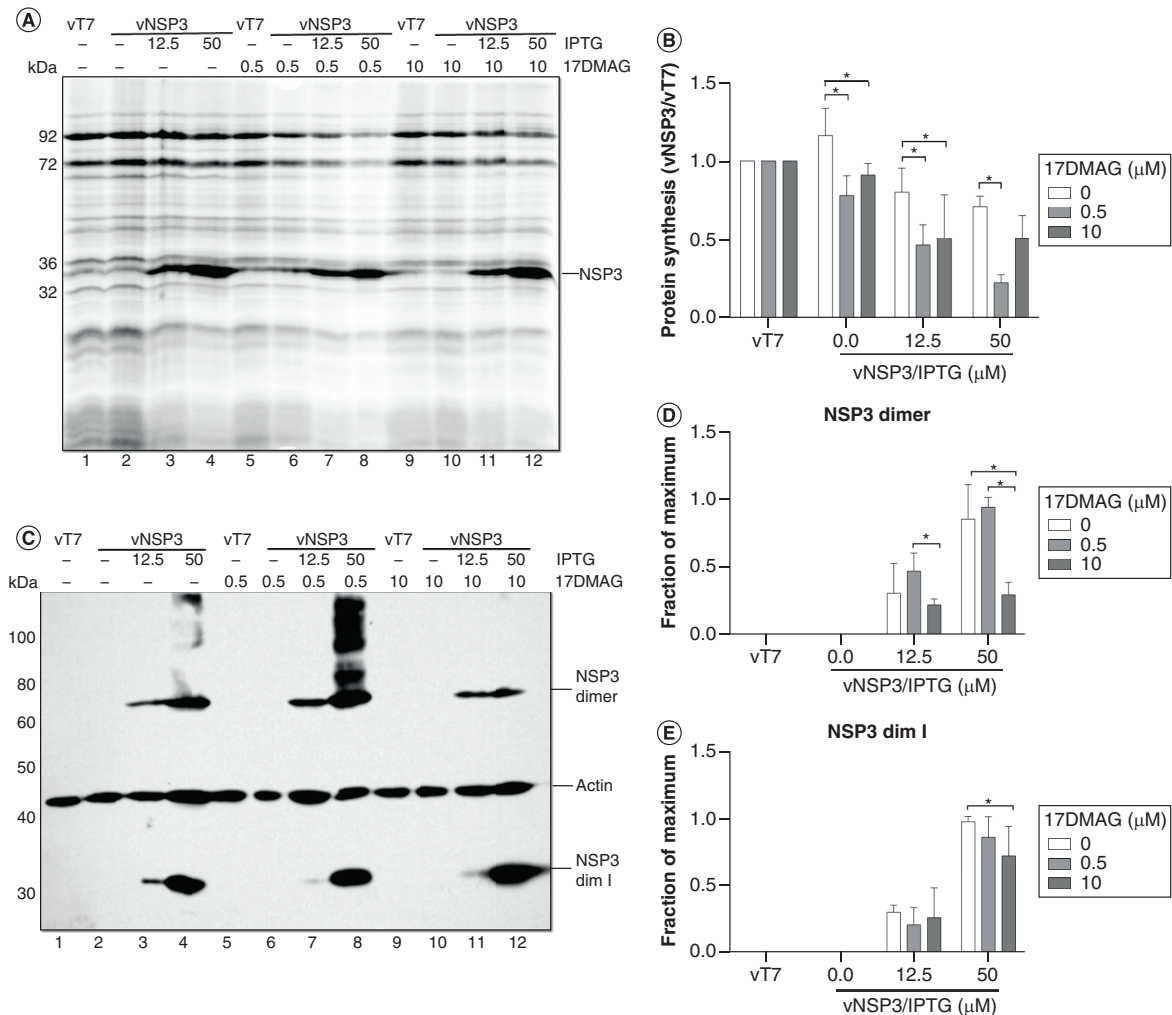 A
vT7 vNSP3 vT7 vNSP3 vT7 vNSP3
– – 12.5 50 – – 12.5 50 – – 12.5 50 IPTG
kDa – – – – 0.5 0.5 0.5 0.5 10 10 10 10 17DMAG
92
72
36
32
NSP3
1 2 3 4 5 6 7 8 9 10 11 12
B
Protein synthesis (vNSP3/vT7)
1.5
1.0
0.5
0.0
* * * * *
vT7 0.0 12.5 50
vNSP3/IPTG (μM)
17DMAG (μM)
0
0.5
10
C
vT7 vNSP3 vT7 vNSP3 vT7 vNSP3
– – 12.5 50 – – 12.5 50 – – 12.5 50 IPTG
kDa – – – – 0.5 0.5 0.5 0.5 10 10 10 10 17DMAG
100
80
60
50
40
30
NSP3
dimer
Actin
NSP3
dim I
1 2 3 4 5 6 7 8 9 10 11 12
D
NSP3 dimer
Fraction of maximum
1.5
1.0
0.5
0.0
* * *
vT7 0.0 12.5 50
vNSP3/IPTG (μM)
17DMAG (μM)
0
0.5
10
E
NSP3 dim I
Fraction of maximum
1.5
1.0
0.5
0.0
*
vT7 0.0 12.5 50
vNSP3/IPTG (μM)
17DMAG (μM)
0
0.5
10